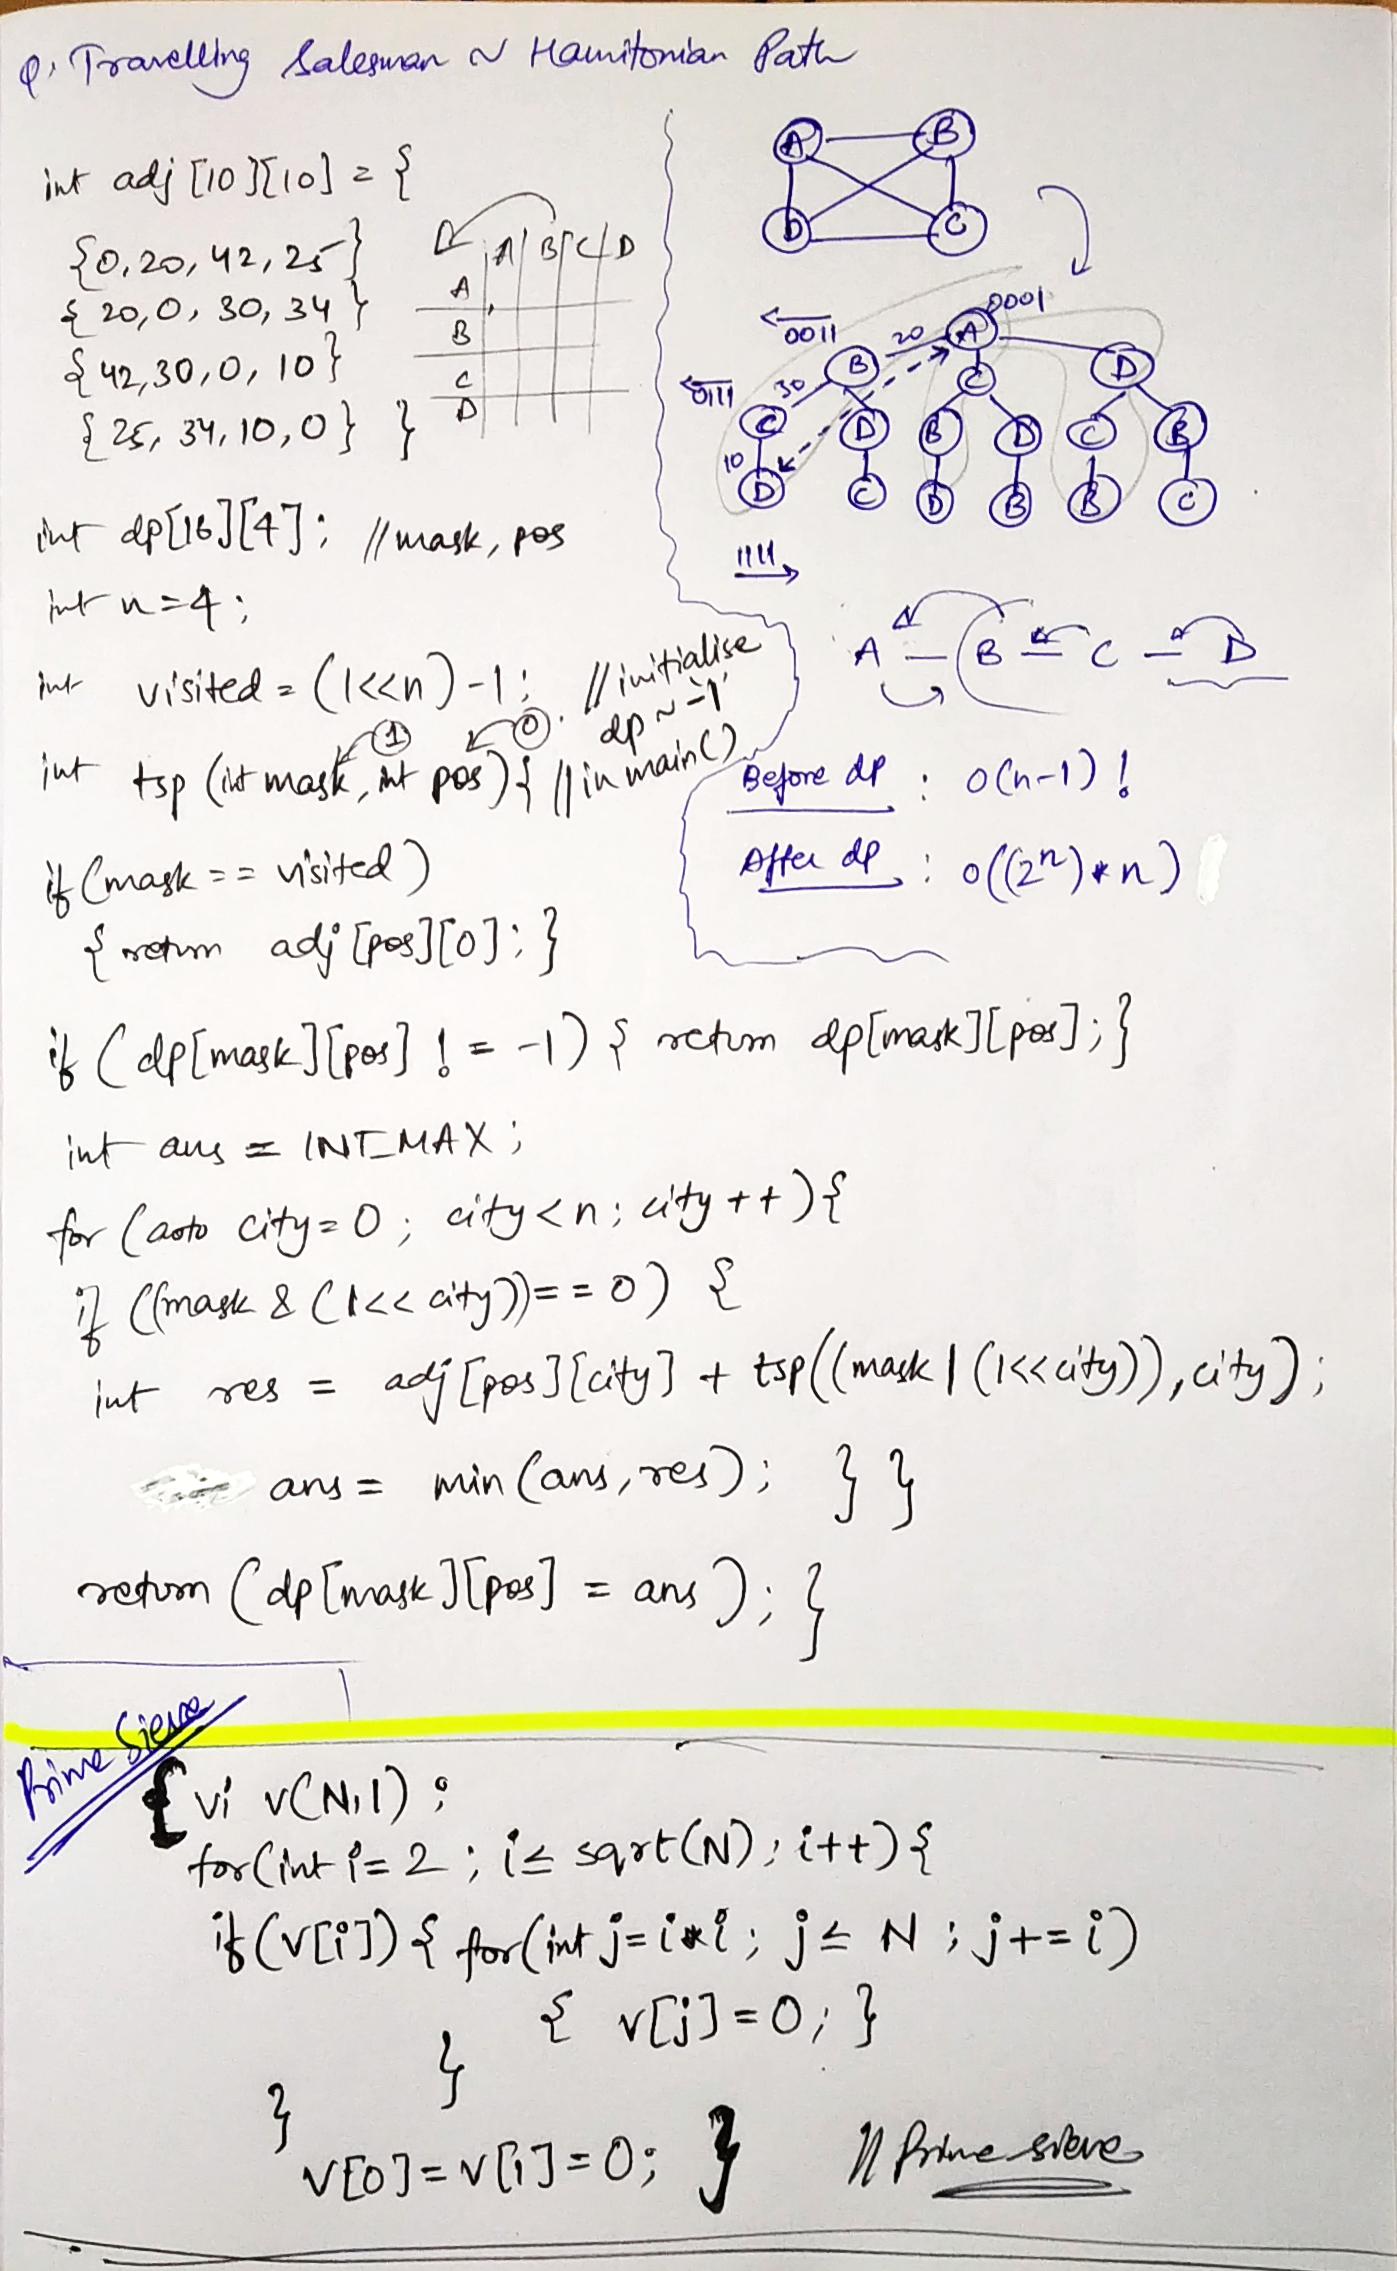 Q. Travelling Salesman ~ Hamitonian Path
int adj [10][10] = {
{0,20,42,25}
{20,0,30,34}
{42,30,0,10}
{25,34,10,0} }
A B C D
A
B
C
D
int dp[16][4]; //mask, pos
int n=4;
int visited = (1<<n)-1; //initialise
dp ~ '-1'
1 0
int tsp (int mask, int pos) { //in main()
if (mask == visited)
{ return adj [pos][0]; }
if (dp[mask][pos] != -1) { return dp[mask][pos]; }
int ans = INT_MAX;
for (auto city=0; city<n; city++) {
if ((mask & (1<<city))==0) {
int res = adj [pos][city] + tsp((mask | (1<<city)), city);
ans = min (ans, res); } }
return (dp[mask][pos] = ans); }
A B
D C
0001
0011 20 A
0111 30 B C D
C D B D C B
10
D C D B B C
1111
A - B - C - D
Before dp : O(n-1)!
After dp : O((2^n)*n)
Prime Sieve
{ vi v(N,1);
for(int i=2; i≤ sqrt(N); i++) {
if (v[i]) { for(int j=i*i; j≤ N; j+=i)
{ v[j]=0; }
}
}
v[0]=v[1]=0; } // Prime sieve